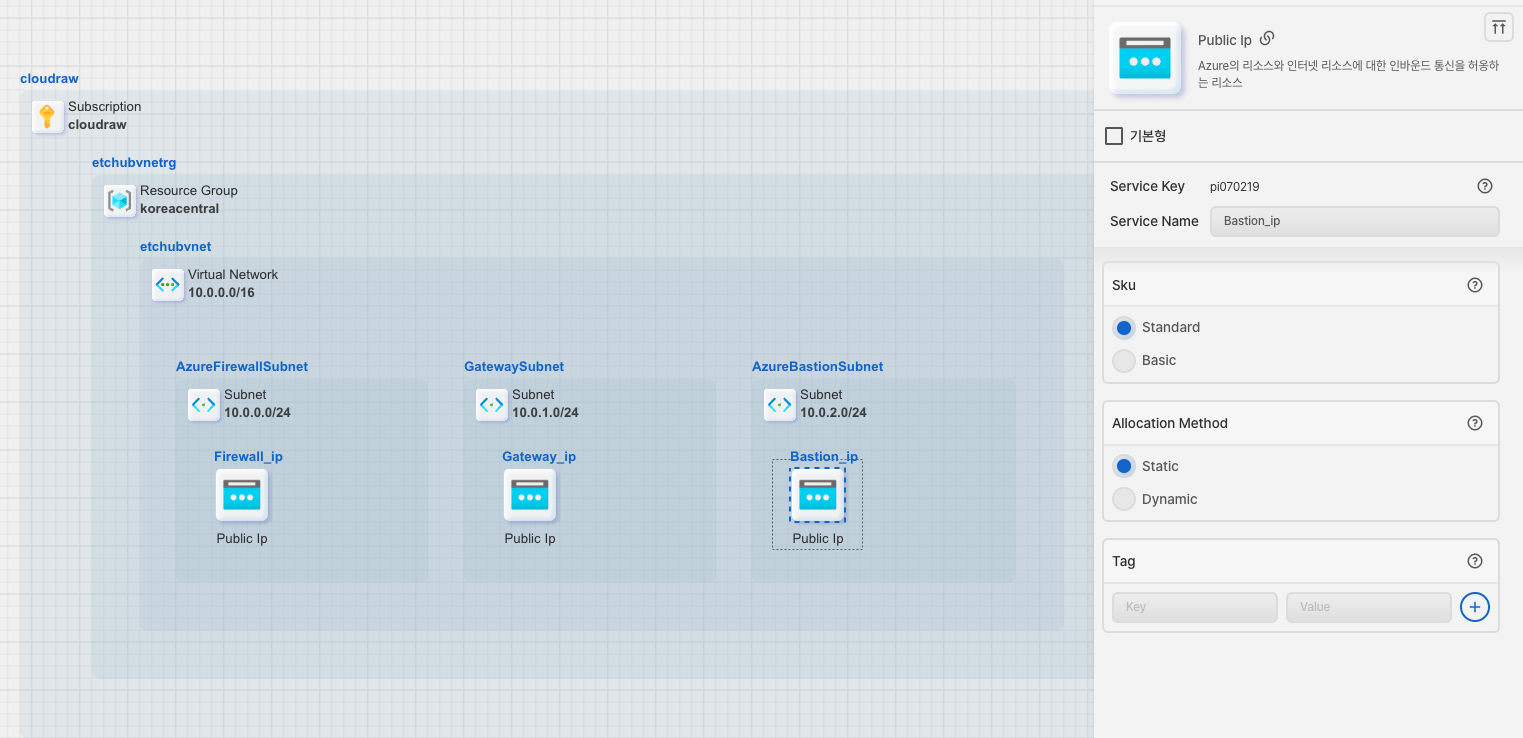 cloudraw
Subscription
cloudraw
etchubvnetrg
Resource Group
koreacentral
etchubvnet
Virtual Network
10.0.0.0/16
AzureFirewallSubnet
Subnet
10.0.0.0/24
Firewall_ip
Public Ip
GatewaySubnet
Subnet
10.0.1.0/24
Gateway_ip
Public Ip
AzureBastionSubnet
Subnet
10.0.2.0/24
Bastion_ip
Public Ip
Public Ip
Azure의 리소스와 인터넷 리소스에 대한 인바운드 통신을 허용하
는 리소스
기본형
Service Key pi070219
Service Name Bastion_ip
Sku
Standard
Basic
Allocation Method
Static
Dynamic
Tag
Key Value